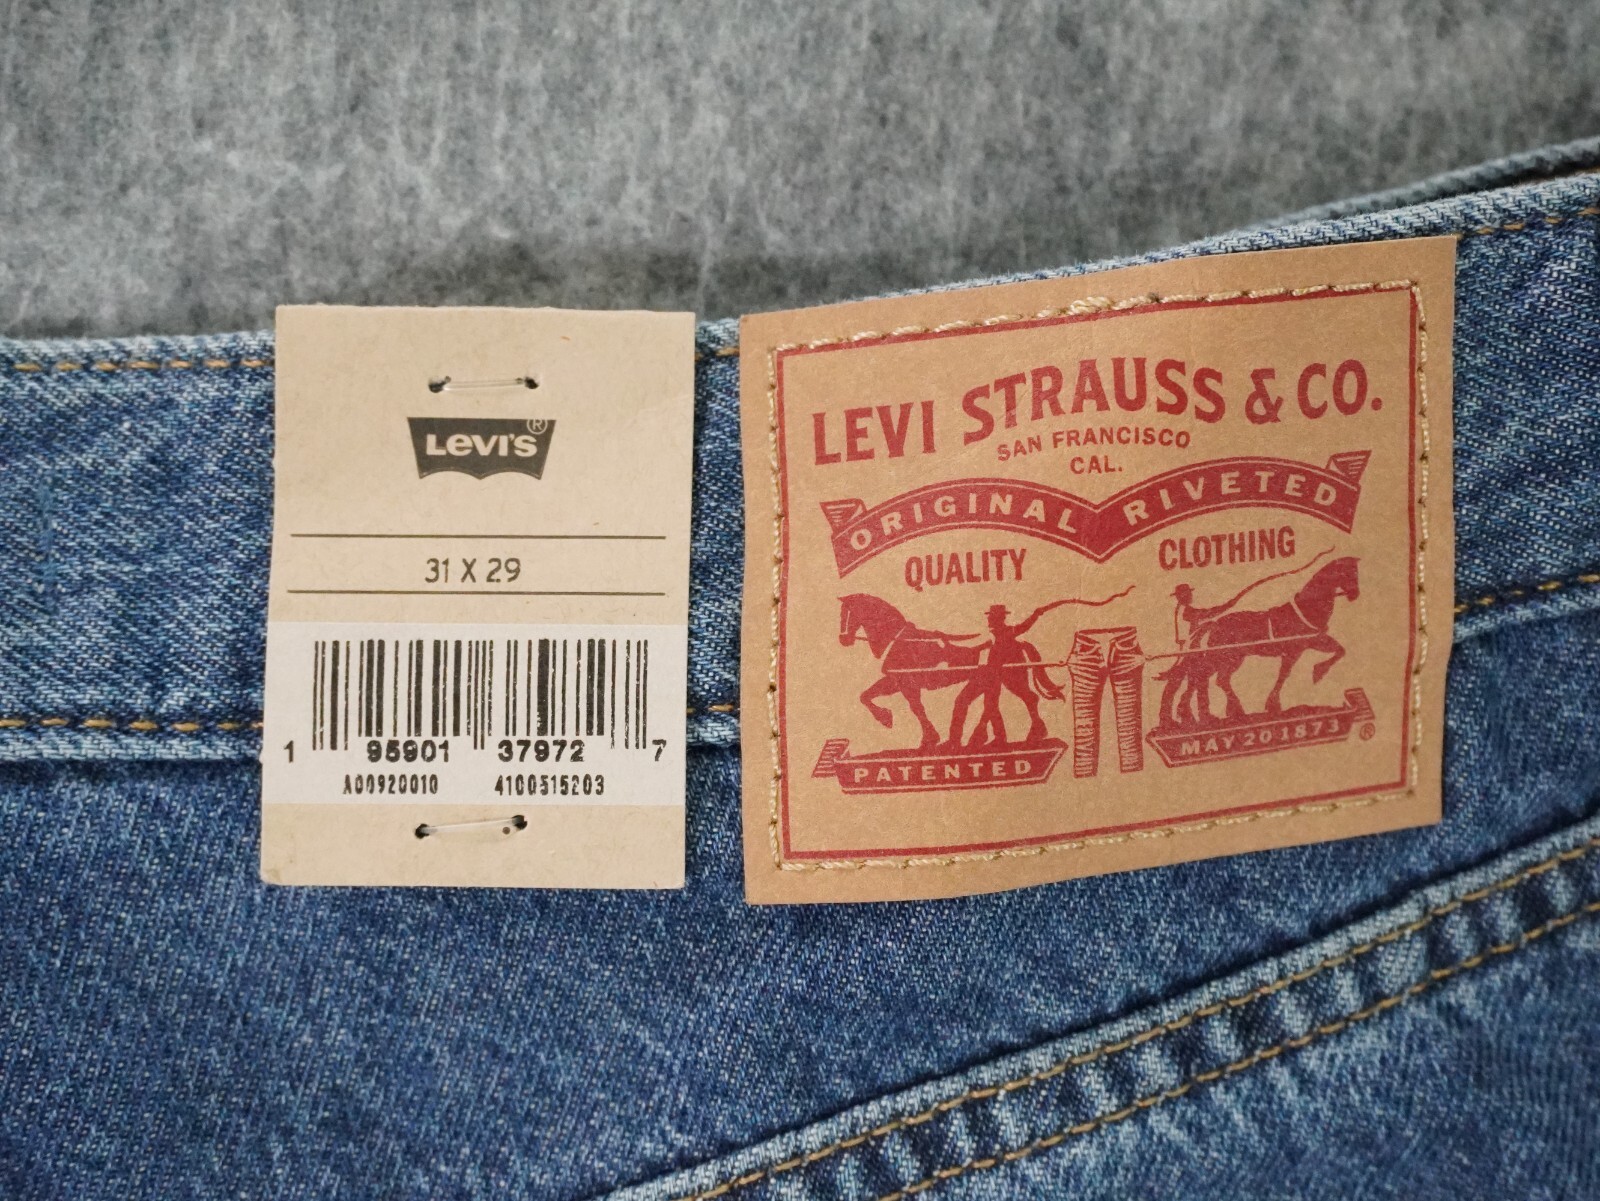 LEVI'S®
31 X 29
1 95901 37972 7
A00920010 4100515203
LEVI STRAUSS & CO.
SAN FRANCISCO
CAL.
ORIGINAL RIVETED
QUALITY CLOTHING
PATENTED MAY 20 1873 ®